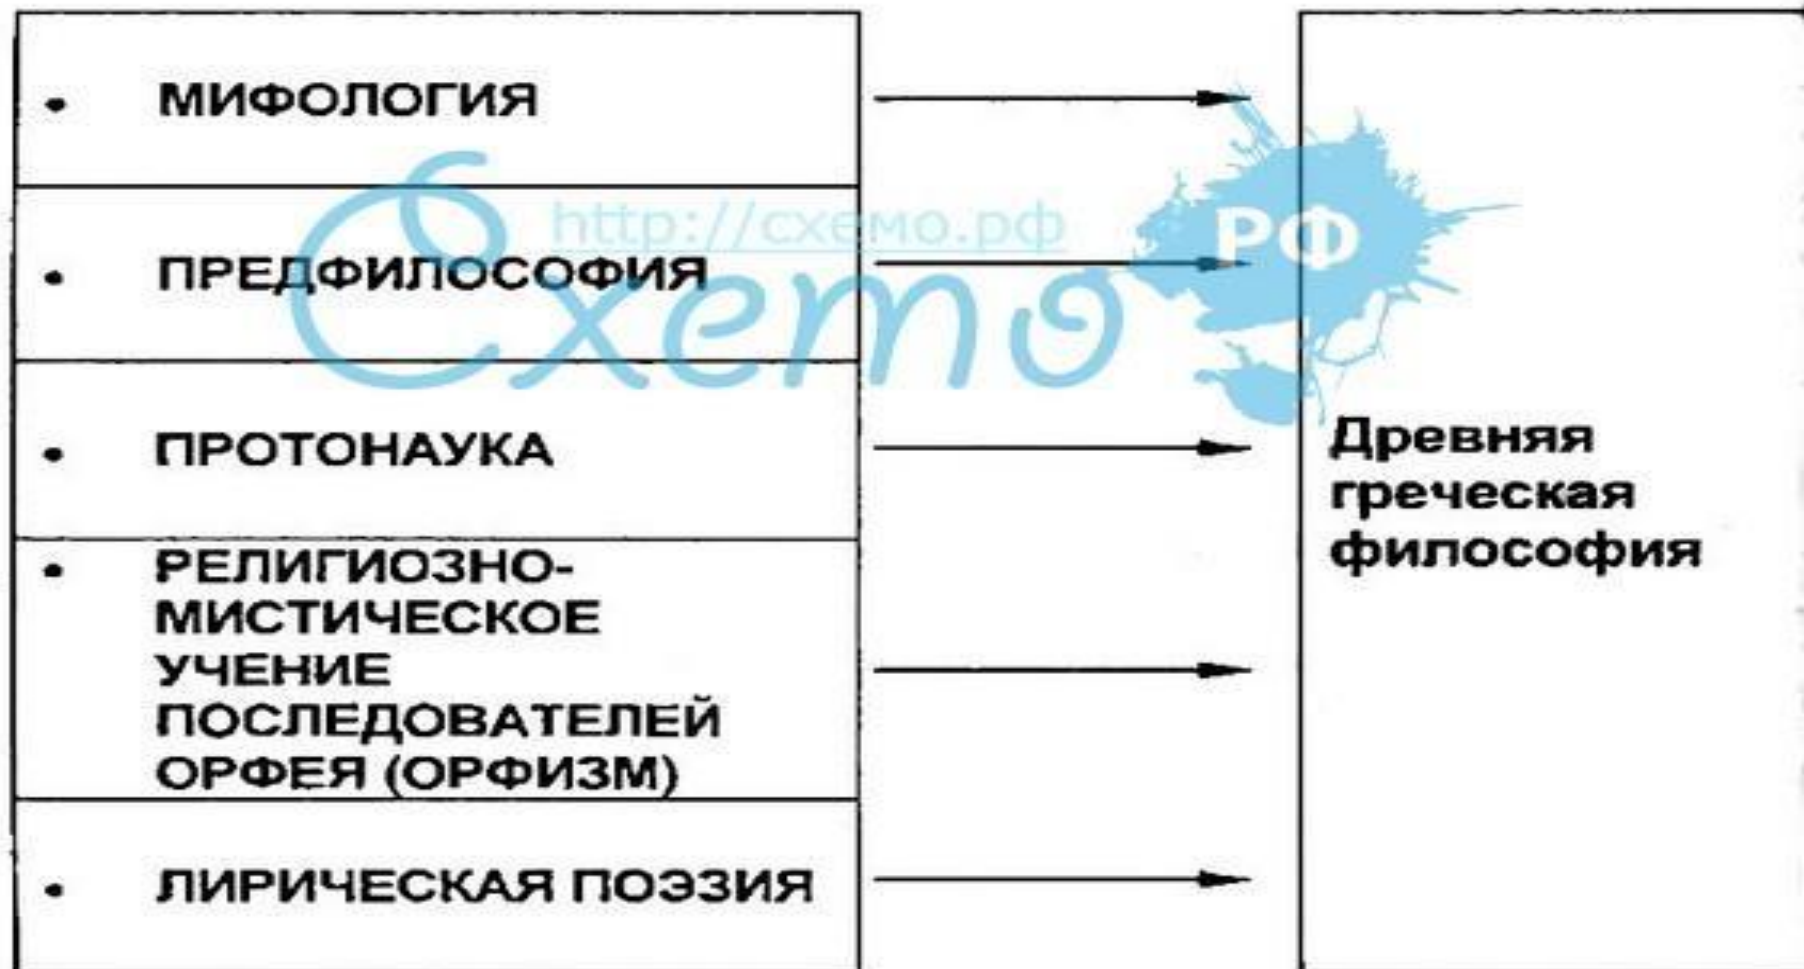 • МИФОЛОГИЯ
• ПРЕДФИЛОСОФИЯ
• ПРОТОНАУКА
• РЕЛИГИОЗНО-
МИСТИЧЕСКОЕ
УЧЕНИЕ
ПОСЛЕДОВАТЕЛЕЙ
ОРФЕЯ (ОРФИЗМ)
• ЛИРИЧЕСКАЯ ПОЭЗИЯ
Древняя
греческая
философия
http://схемо.рф
Схемо
РФ